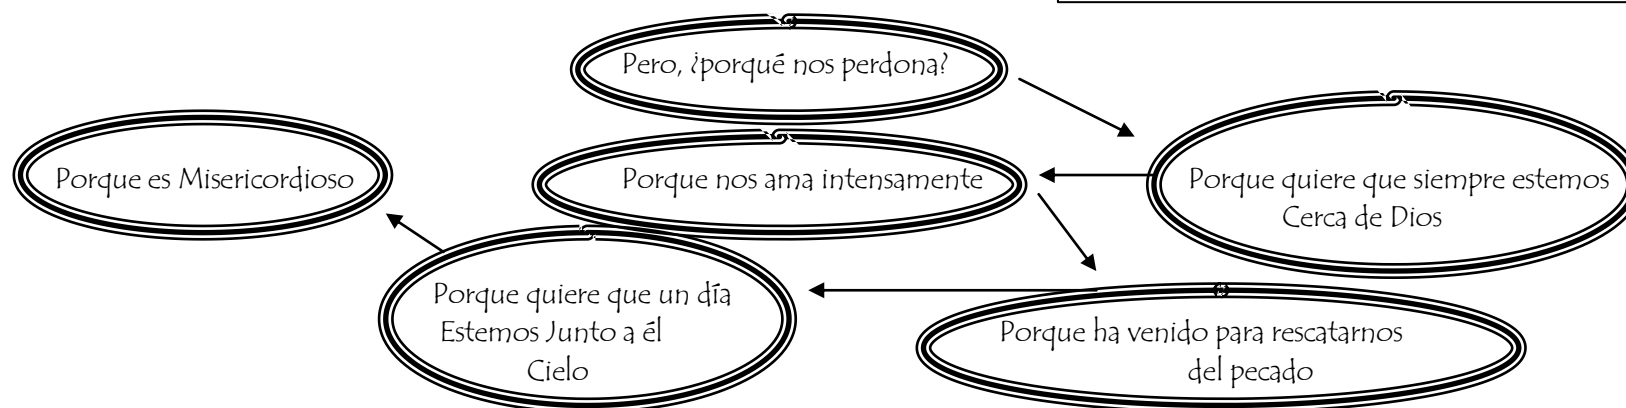 Pero, ¿porqué nos perdona?
Porque quiere que siempre estemos
Cerca de Dios
Porque nos ama intensamente
Porque ha venido para rescatarnos
del pecado
Porque quiere que un día
Estemos Junto a él
Cielo
Porque es Misericordioso